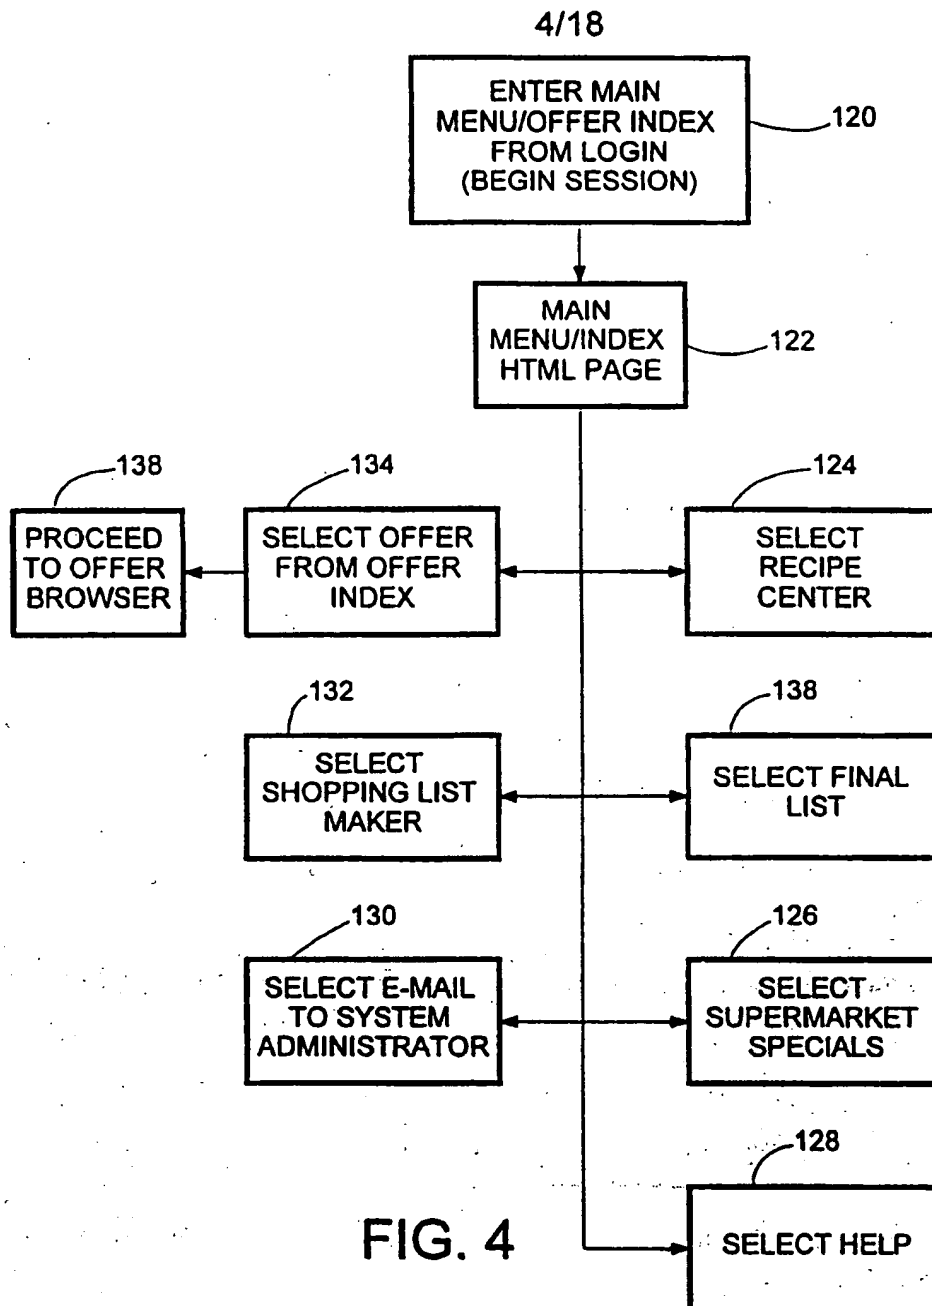 4/18
ENTER MAIN
MENU/OFFER INDEX
FROM LOGIN
(BEGIN SESSION)
120
MAIN
MENU/INDEX
HTML PAGE
122
138
PROCEED
TO OFFER
BROWSER
134
SELECT OFFER
FROM OFFER
INDEX
124
SELECT
RECIPE
CENTER
132
SELECT
SHOPPING LIST
MAKER
138
SELECT FINAL
LIST
130
SELECT E-MAIL
TO SYSTEM
ADMINISTRATOR
126
SELECT
SUPERMARKET
SPECIALS
128
SELECT HELP
FIG. 4